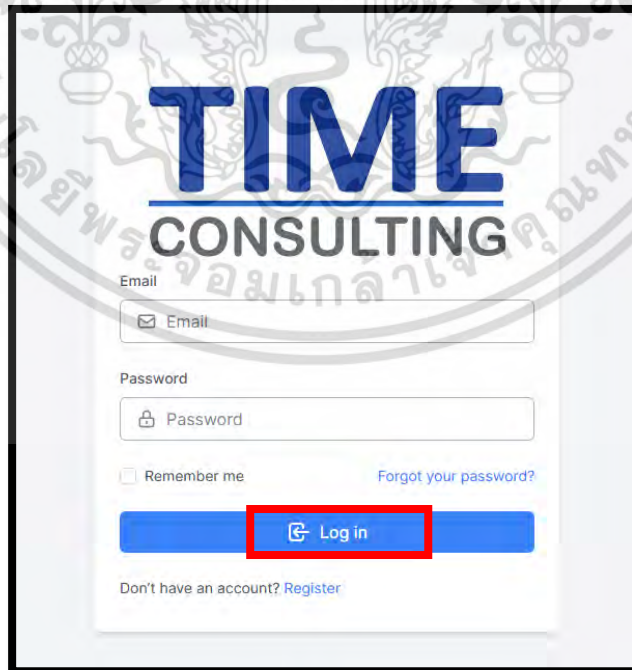 TIME
CONSULTING
Email
Email
Password
Password
Remember me
Forgot your password?
Log in
Don't have an account? Register